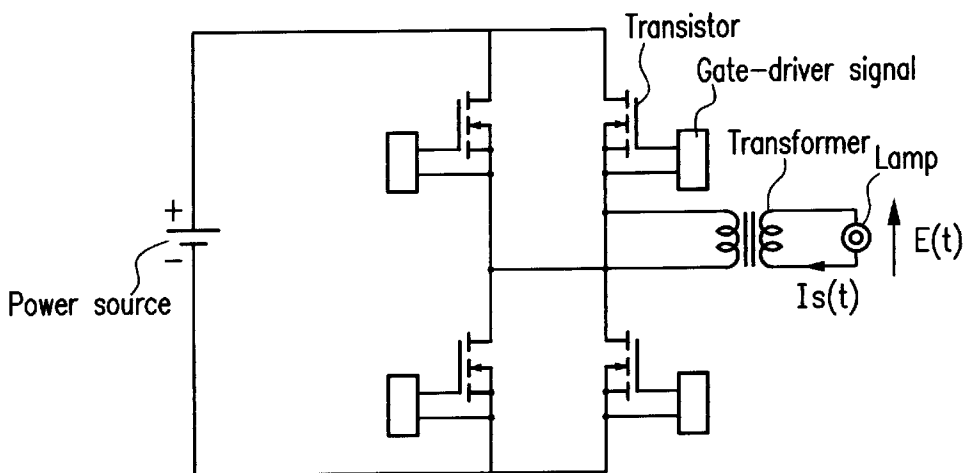 Transistor
Gate-driver signal
Transformer
Lamp
+
E(t)
−
Power source
Is(t)